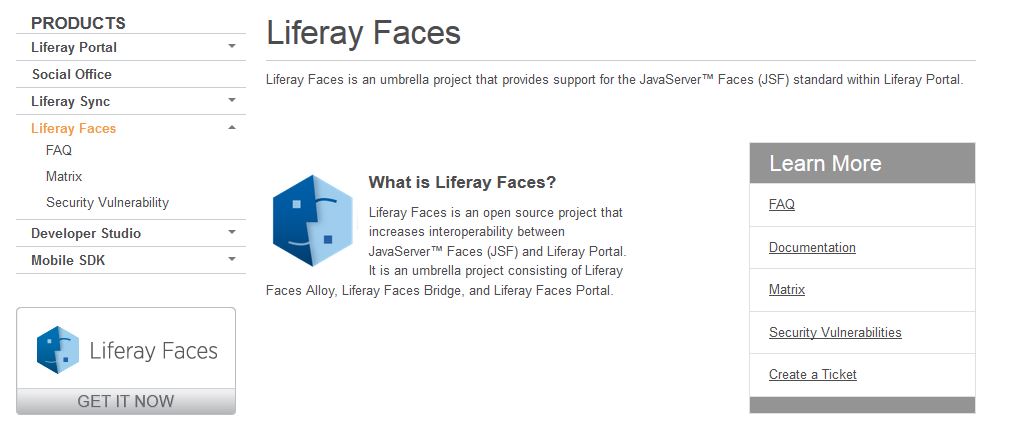 PRODUCTS
Liferay Portal
Social Office
Liferay Sync
Liferay Faces
FAQ
Matrix
Security Vulnerability
Developer Studio
Mobile SDK
Liferay Faces
GET IT NOW
Liferay Faces
Liferay Faces is an umbrella project that provides support for the JavaServer™ Faces (JSF) standard within Liferay Portal.
What is Liferay Faces?
Liferay Faces is an open source project that
increases interoperability between
JavaServer™ Faces (JSF) and Liferay Portal.
It is an umbrella project consisting of Liferay
Faces Alloy, Liferay Faces Bridge, and Liferay Faces Portal.
Learn More
FAQ
Documentation
Matrix
Security Vulnerabilities
Create a Ticket